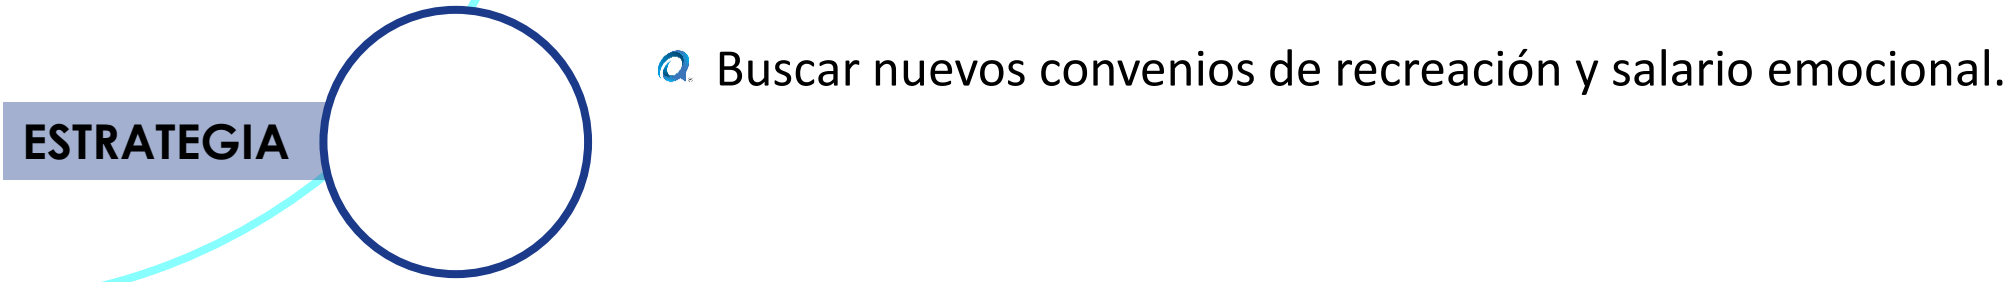 Buscar nuevos convenios de recreación y salario emocional.
ESTRATEGIA